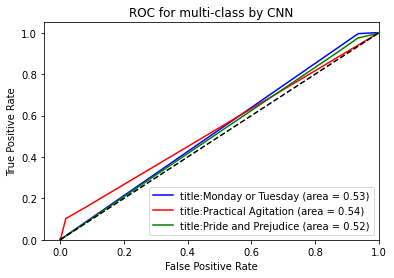 ROC for multi-class by CNN
1.0
0.8
0.6
0.4
0.2
0.0
True Positive Rate
title:Monday or Tuesday (area = 0.53)
title:Practical Agitation (area = 0.54)
title:Pride and Prejudice (area = 0.52)
0.0 0.2 0.4 0.6 0.8 1.0
False Positive Rate